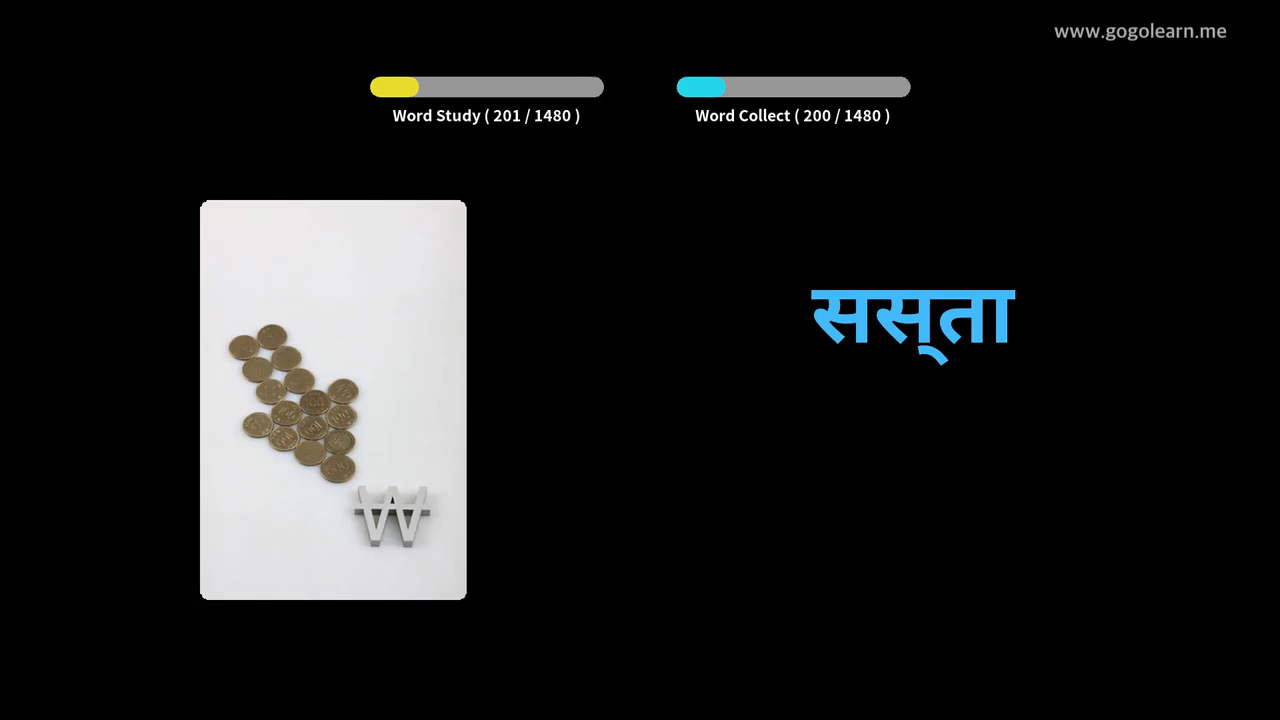 www.gogolearn.me
Word Study ( 201 / 1480 )
Word Collect ( 200 / 1480 )
सस्ता
₩